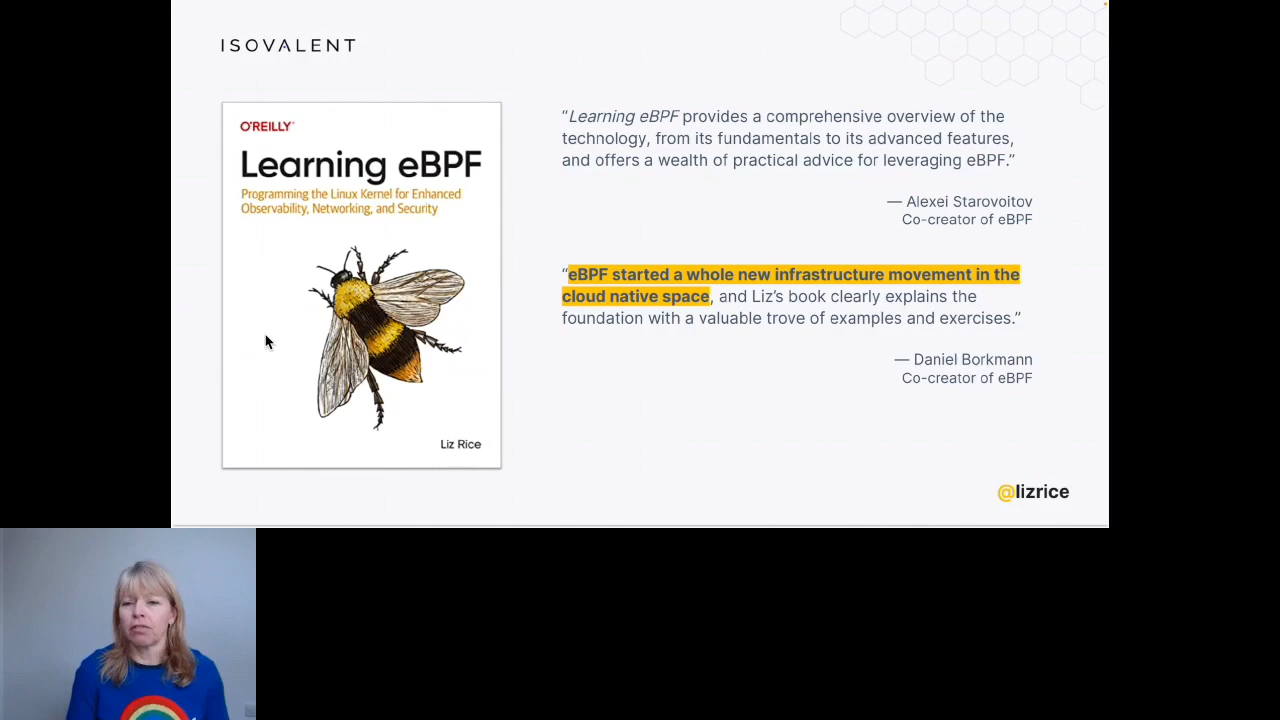 ISOVALENT
O'REILLY
Learning eBPF
Programming the Linux Kernel for Enhanced
Observability, Networking, and Security
Liz Rice
“Learning eBPF provides a comprehensive overview of the
technology, from its fundamentals to its advanced features,
and offers a wealth of practical advice for leveraging eBPF.”
— Alexei Starovoitov
Co-creator of eBPF
“eBPF started a whole new infrastructure movement in the
cloud native space, and Liz’s book clearly explains the
foundation with a valuable trove of examples and exercises.”
— Daniel Borkmann
Co-creator of eBPF
@lizrice